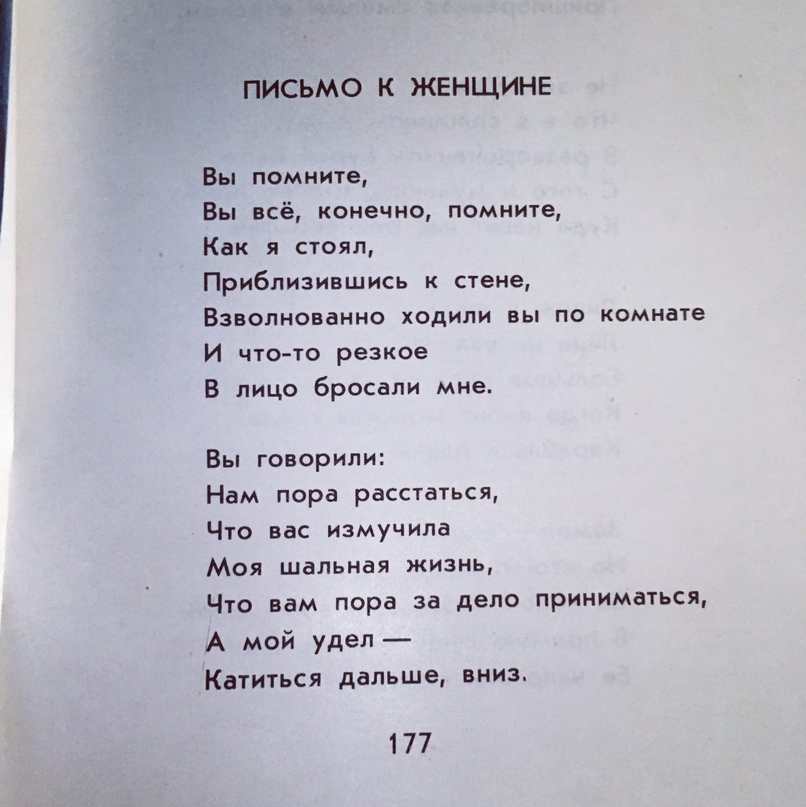 ПИСЬМО К ЖЕНЩИНЕ
Вы помните,
Вы всё, конечно, помните,
Как я стоял,
Приблизившись к стене,
Взволнованно ходили вы по комнате
И что-то резкое
В лицо бросали мне.
Вы говорили:
Нам пора расстаться,
Что вас измучила
Моя шальная жизнь,
Что вам пора за дело приниматься,
А мой удел —
Катиться дальше, вниз.
177